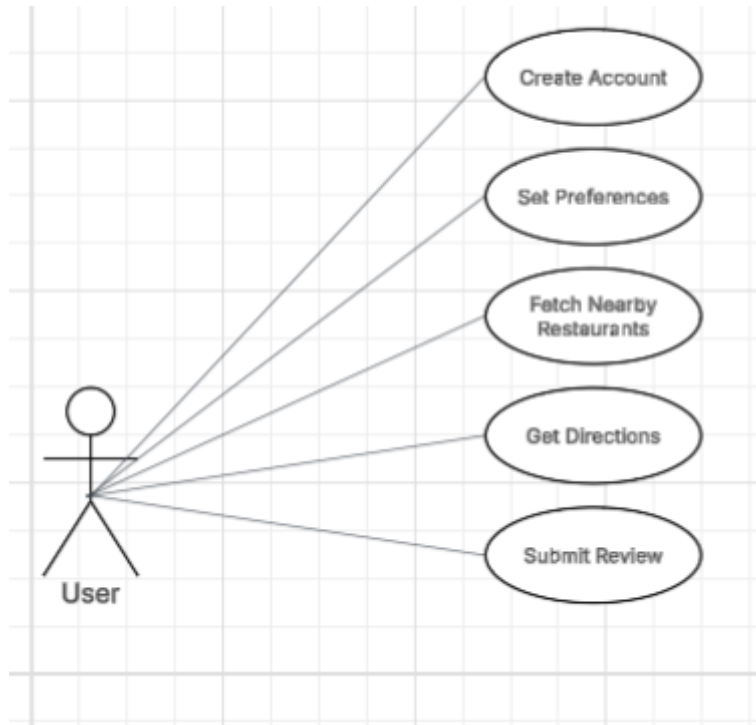 Create Account
Set Preferences
Fetch Nearby
Restaurants
Get Directions
Submit Review
User